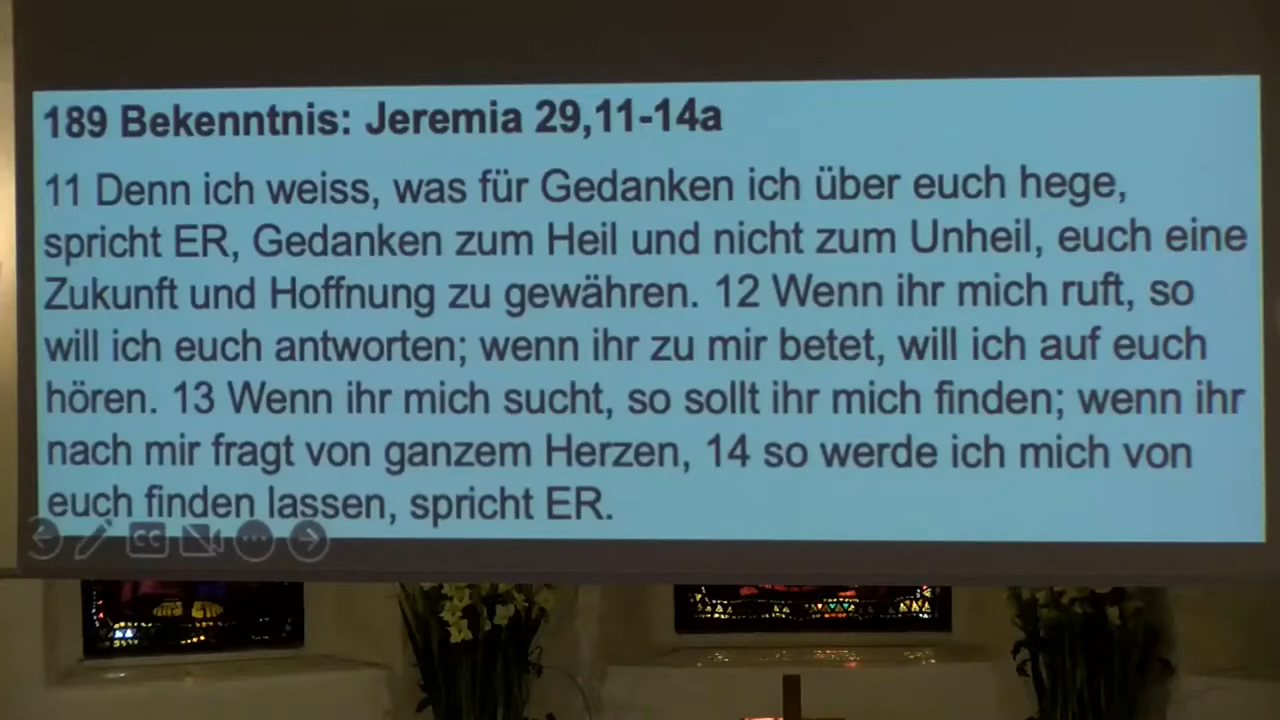 189 Bekenntnis: Jeremia 29,11-14a
11 Denn ich weiss, was für Gedanken ich über euch hege,
spricht ER, Gedanken zum Heil und nicht zum Unheil, euch eine
Zukunft und Hoffnung zu gewähren. 12 Wenn ihr mich ruft, so
will ich euch antworten; wenn ihr zu mir betet, will ich auf euch
hören. 13 Wenn ihr mich sucht, so sollt ihr mich finden; wenn ihr
nach mir fragt von ganzem Herzen, 14 so werde ich mich von
euch finden lassen, spricht ER.
CC